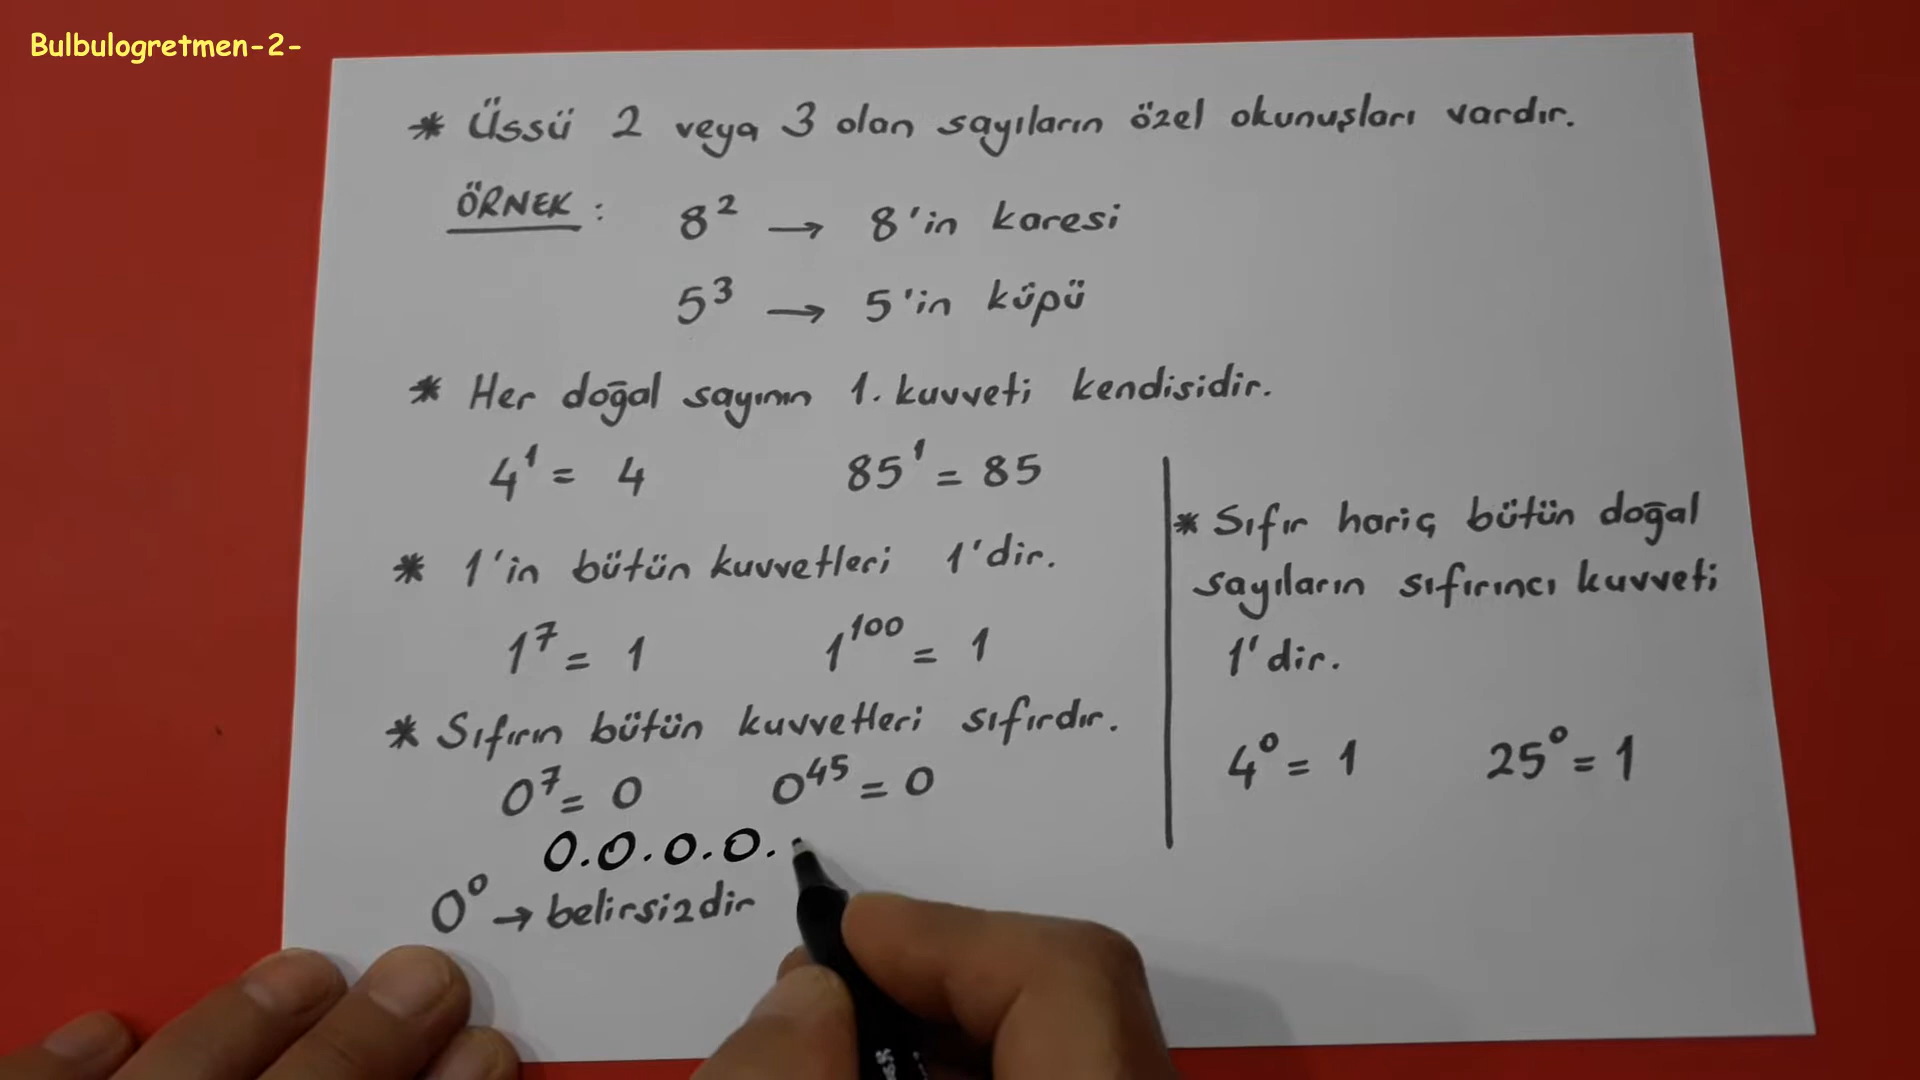 Bulbulogretmen-2-
* Üssü 2 veya 3 olan sayıların özel okunuşları vardır.
ÖRNEK : 8² → 8'in karesi
5³ → 5'in küpü
* Her doğal sayının 1. kuvveti kendisidir.
4¹ = 4 85¹ = 85
* 1'in bütün kuvvetleri 1'dir.
1⁷ = 1 1¹⁰⁰ = 1
* Sıfırın bütün kuvvetleri sıfırdır.
0⁷ = 0 0⁴⁵ = 0
0.0.0.0.
0⁰ → belirsizdir
* Sıfır hariç bütün doğal
sayıların sıfırıncı kuvveti
1'dir.
4⁰ = 1 25⁰ = 1